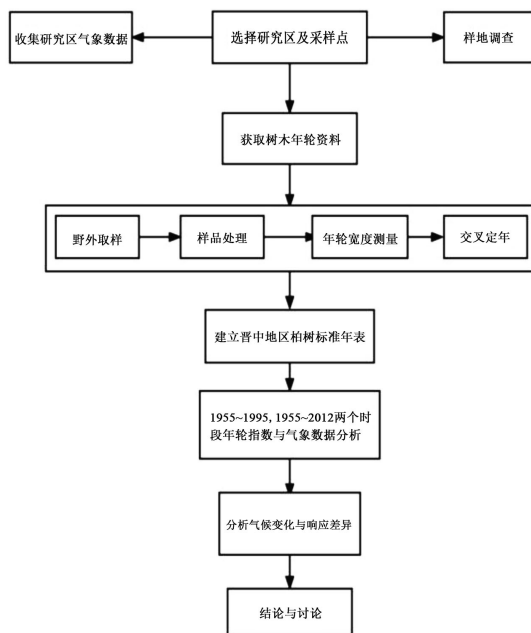 收集研究区气象数据
选择研究区及采样点
样地调查
获取树木年轮资料
野外取样
样品处理
年轮宽度测量
交叉定年
建立晋中地区柏树标准年表
1955~1995, 1955~2012两个时
段年轮指数与气象数据分析
分析气候变化与响应差异
结论与讨论